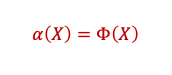 α(X) = Φ(X)